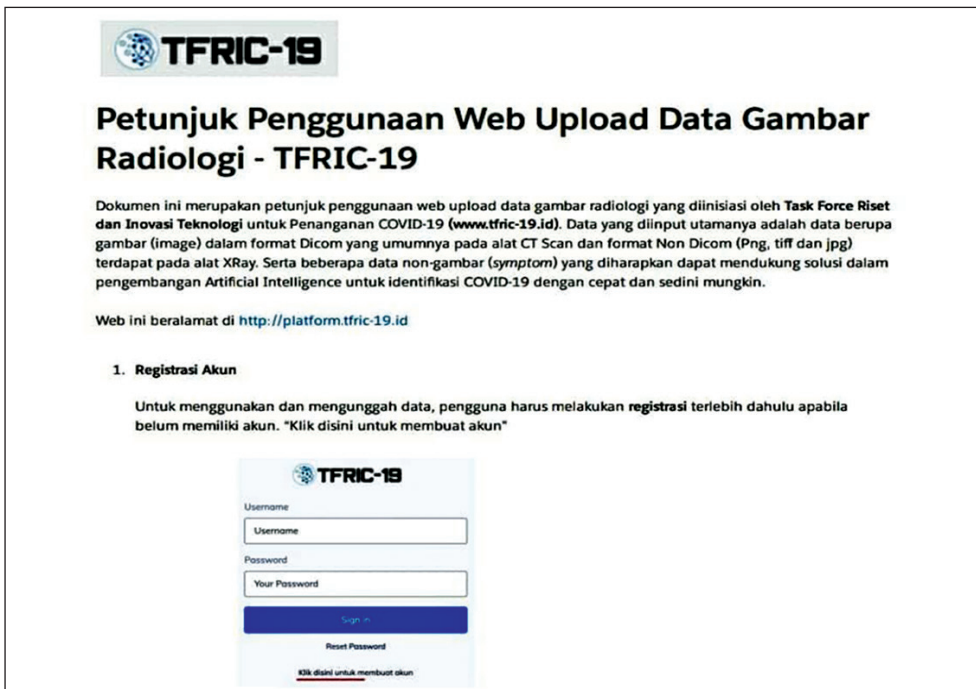 TFRIC-19
Petunjuk Penggunaan Web Upload Data Gambar
Radiologi - TFRIC-19
Dokumen ini merupakan petunjuk penggunaan web upload data gambar radiologi yang diinisiasi oleh Task Force Riset
dan Inovasi Teknologi untuk Penanganan COVID-19 (www.tfric-19.id). Data yang diinput utamanya adalah data berupa
gambar (image) dalam format Dicom yang umumnya pada alat CT Scan dan format Non Dicom (Png, tiff dan jpg)
terdapat pada alat XRay. Serta beberapa data non-gambar (symptom) yang diharapkan dapat mendukung solusi dalam
pengembangan Artificial Intelligence untuk identifikasi COVID-19 dengan cepat dan sedini mungkin.
Web ini beralamat di http://platform.tfric-19.id
1. Registrasi Akun
Untuk menggunakan dan mengunggah data, pengguna harus melakukan registrasi terlebih dahulu apabila
belum memiliki akun. "Klik disini untuk membuat akun"
TFRIC-19
Username
Username
Password
Your Password
Sign in
Reset Password
Klik disini untuk membuat akun